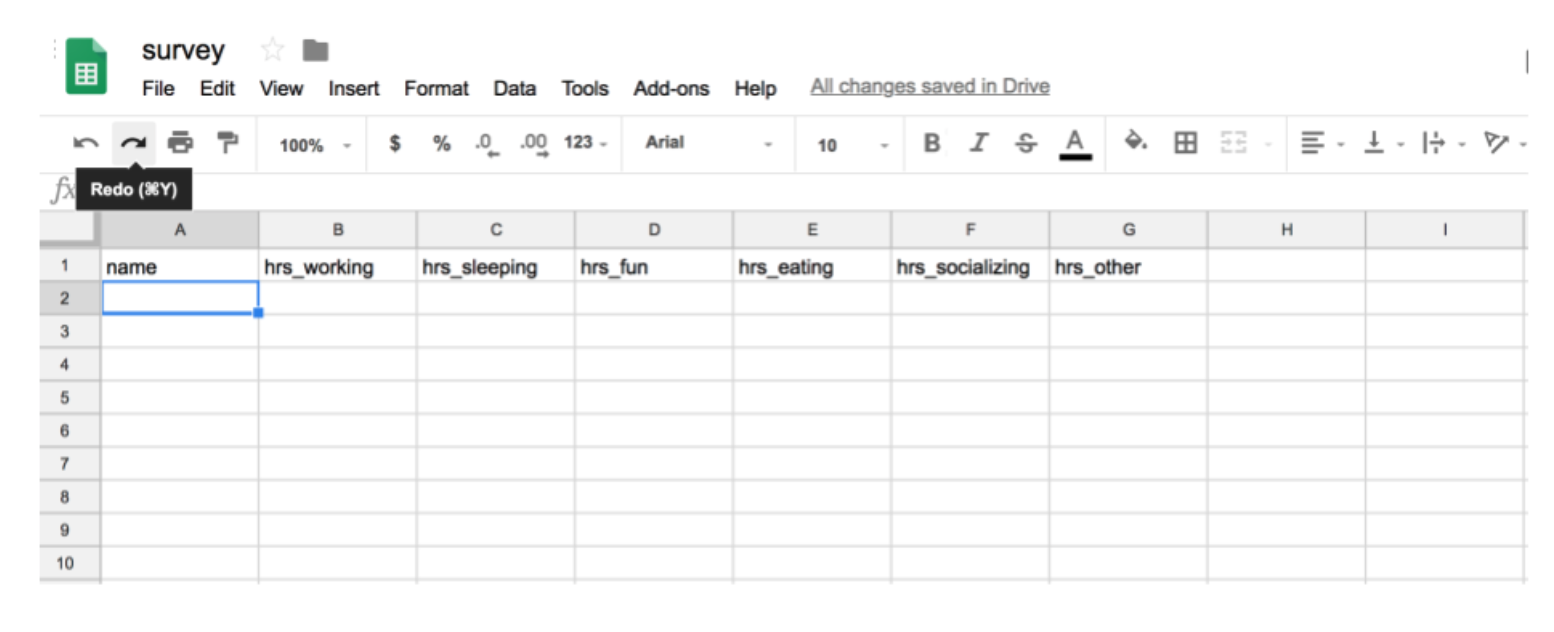 survey
File Edit View Insert Format Data Tools Add-ons Help All changes saved in Drive
100% $ % .0 .00 123 Arial 10 B I S A
fx Redo (⌘Y)
A B C D E F G H I
1 name hrs_working hrs_sleeping hrs_fun hrs_eating hrs_socializing hrs_other
2
3
4
5
6
7
8
9
10